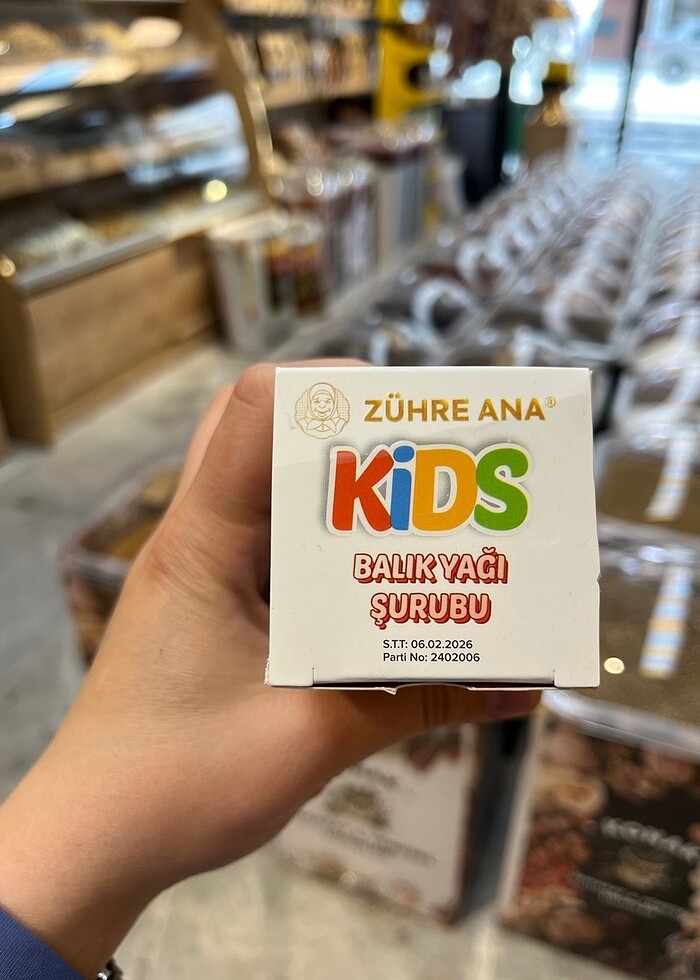 ZÜHRE ANA®
KiDS
BALIK YAĞI
ŞURUBU
S.T.T: 06.02.2026
Parti No: 2402006